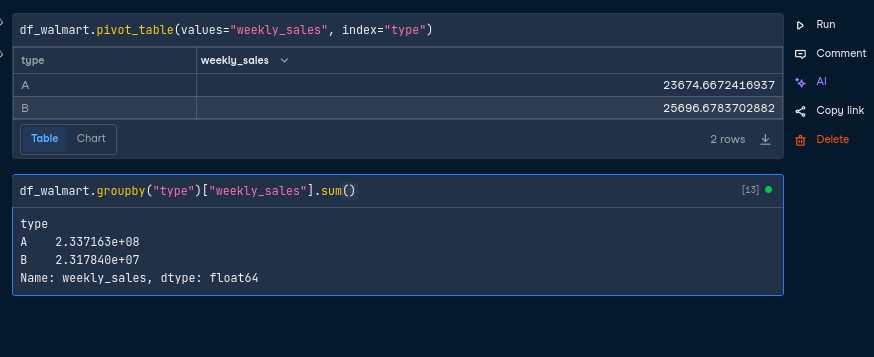 df_walmart.pivot_table(values="weekly_sales", index="type")
type weekly_sales
A 23674.6672416937
B 25696.6783702882
Table Chart 2 rows
df_walmart.groupby("type")["weekly_sales"].sum() [13]
type
A    2.337163e+08
B    2.317840e+07
Name: weekly_sales, dtype: float64
Run
Comment
AI
Copy link
Delete